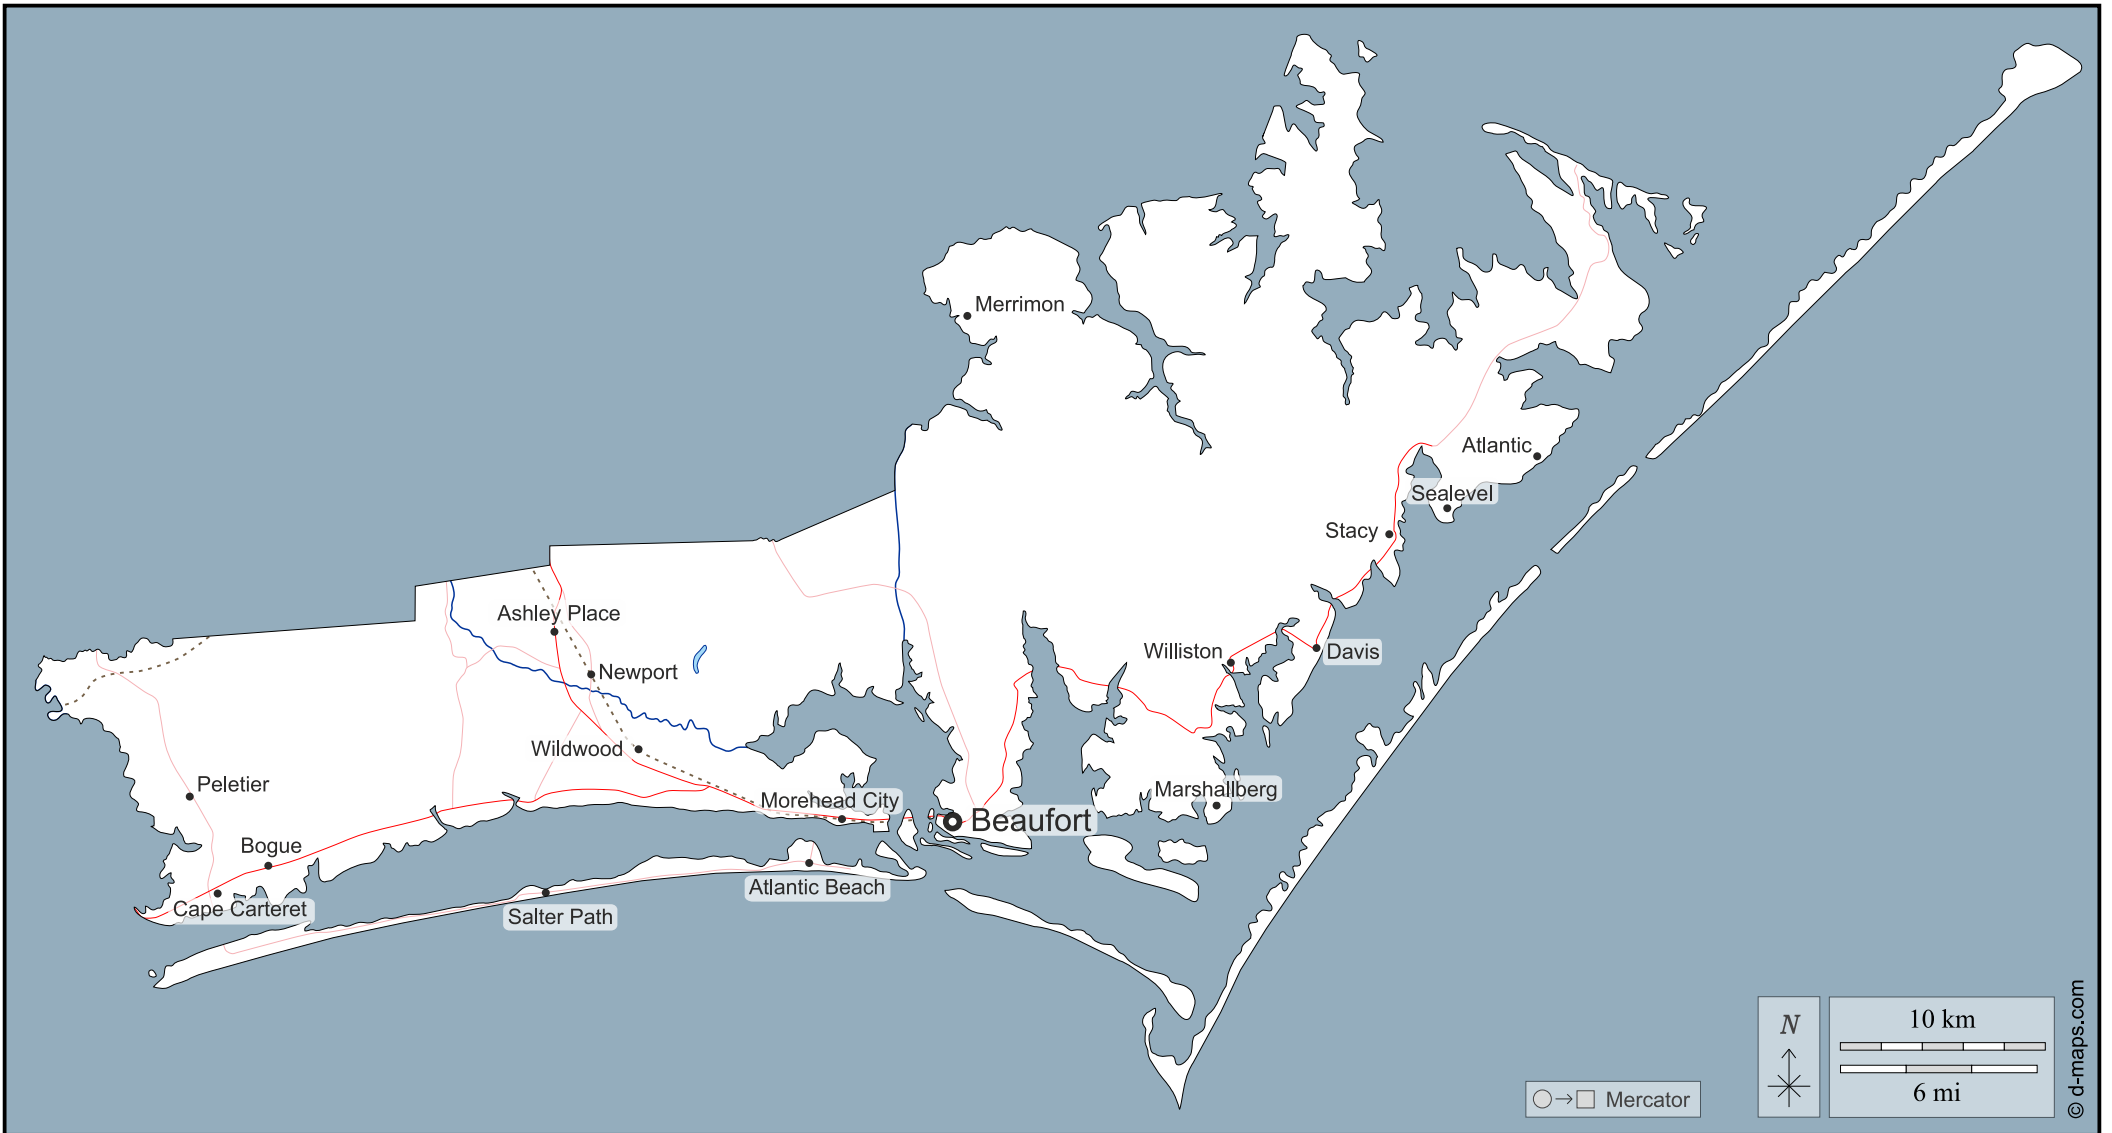 Merrimon
Atlantic
Sealevel
Stacy
Ashley Place
Williston
Davis
Newport
Wildwood
Peletier
Marshallberg
Morehead City
Beaufort
Bogue
Atlantic Beach
Cape Carteret
Salter Path
N
10 km
6 mi
Mercator
© d-maps.com